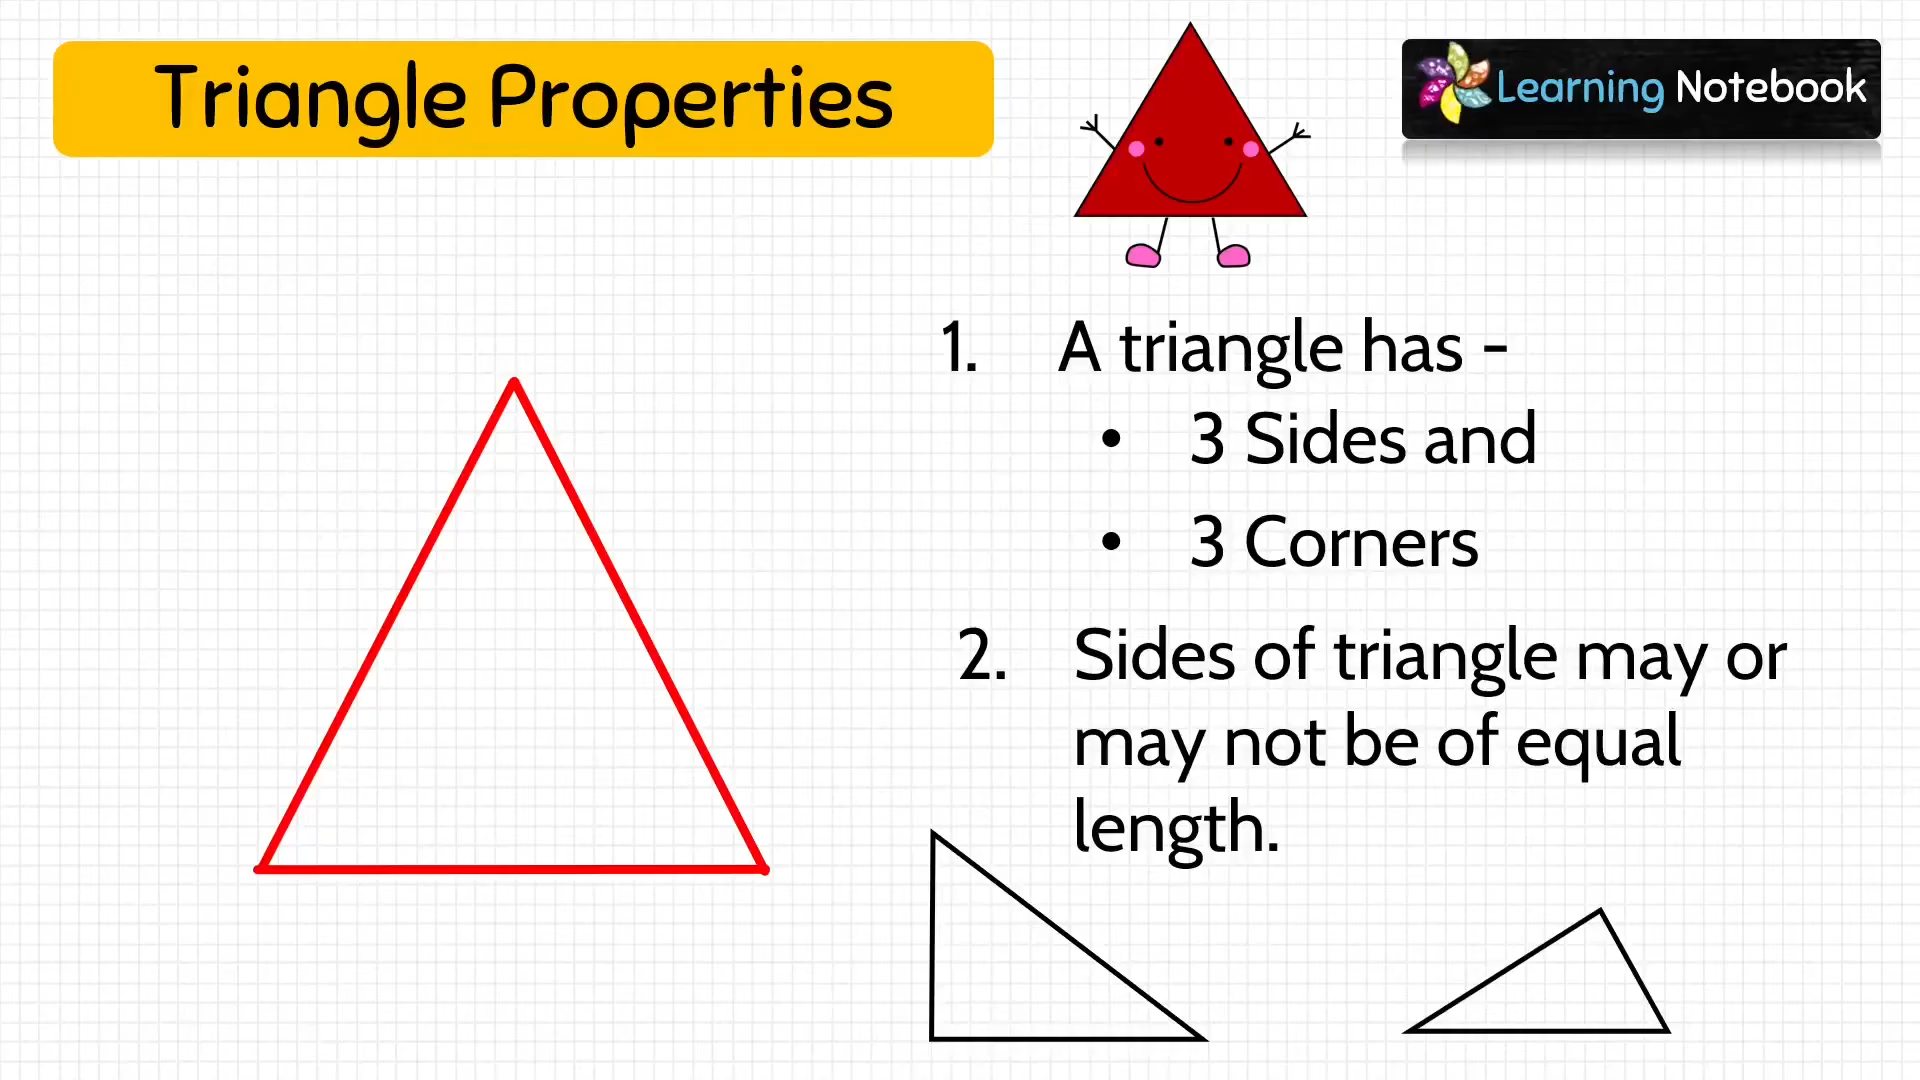 Triangle Properties
Learning Notebook
1. A triangle has -
• 3 Sides and
• 3 Corners
2. Sides of triangle may or
may not be of equal
length.